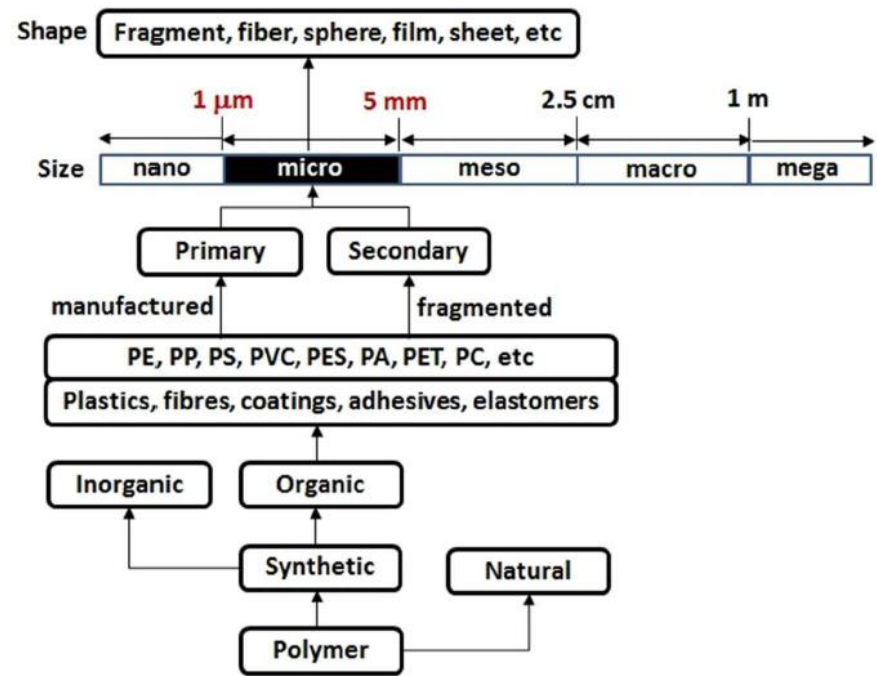 Shape Fragment, fiber, sphere, film, sheet, etc
1 μm 5 mm 2.5 cm 1 m
Size nano micro meso macro mega
Primary Secondary
manufactured fragmented
PE, PP, PS, PVC, PES, PA, PET, PC, etc
Plastics, fibres, coatings, adhesives, elastomers
Inorganic Organic
Synthetic Natural
Polymer